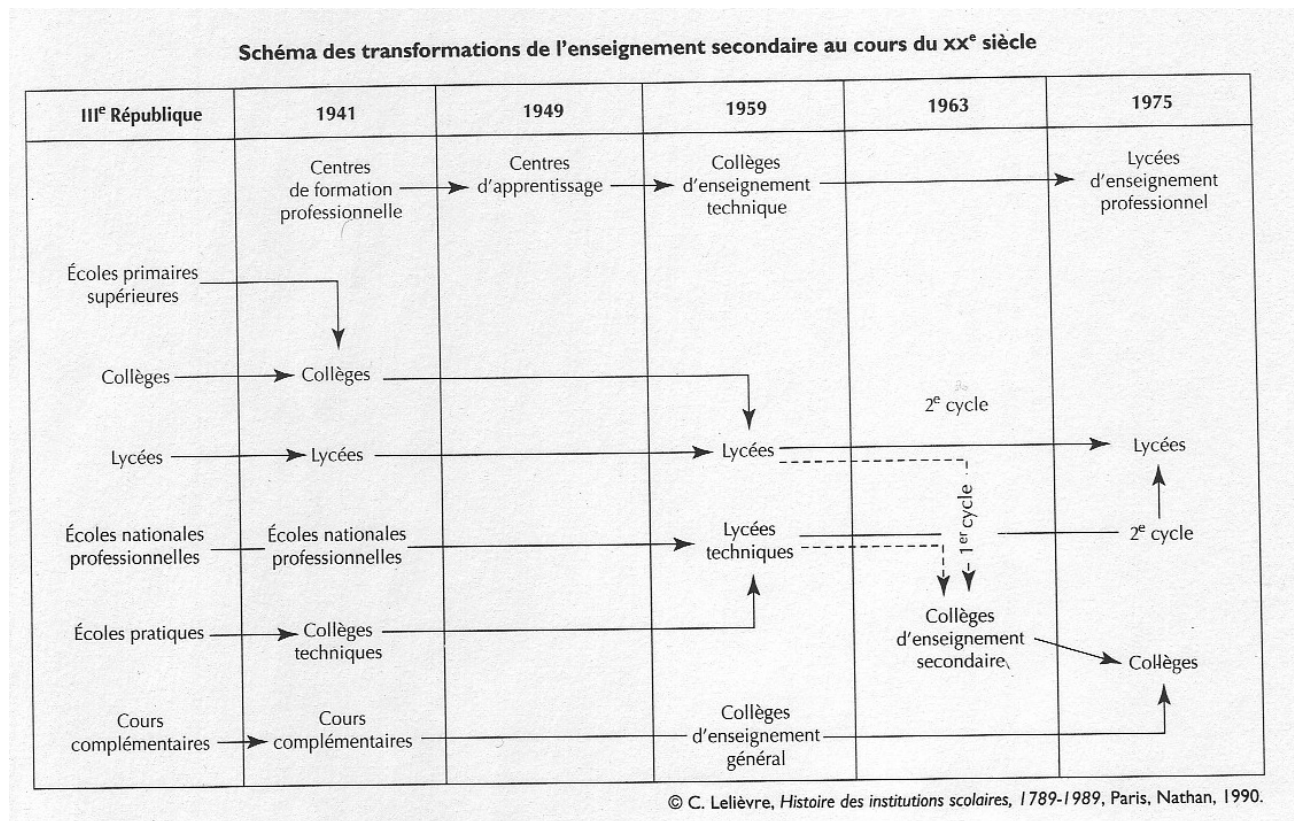 Schéma des transformations de l'enseignement secondaire au cours du XXe siècle
IIIe République
1941
1949
1959
1963
1975
Centres
de formation
professionnelle
Centres
d'apprentissage
Collèges
d'enseignement
technique
Lycées
d'enseignement
professionnel
Écoles primaires
supérieures
Collèges
Collèges
2e cycle
Lycées
Lycées
Lycées
Lycées
Écoles nationales
professionnelles
Écoles nationales
professionnelles
Lycées
techniques
1er cycle
2e cycle
Écoles pratiques
Collèges
techniques
Collèges
d'enseignement
secondaire
Collèges
Cours
complémentaires
Cours
complémentaires
Collèges
d'enseignement
général
© C. Lelièvre, Histoire des institutions scolaires, 1789-1989, Paris, Nathan, 1990.